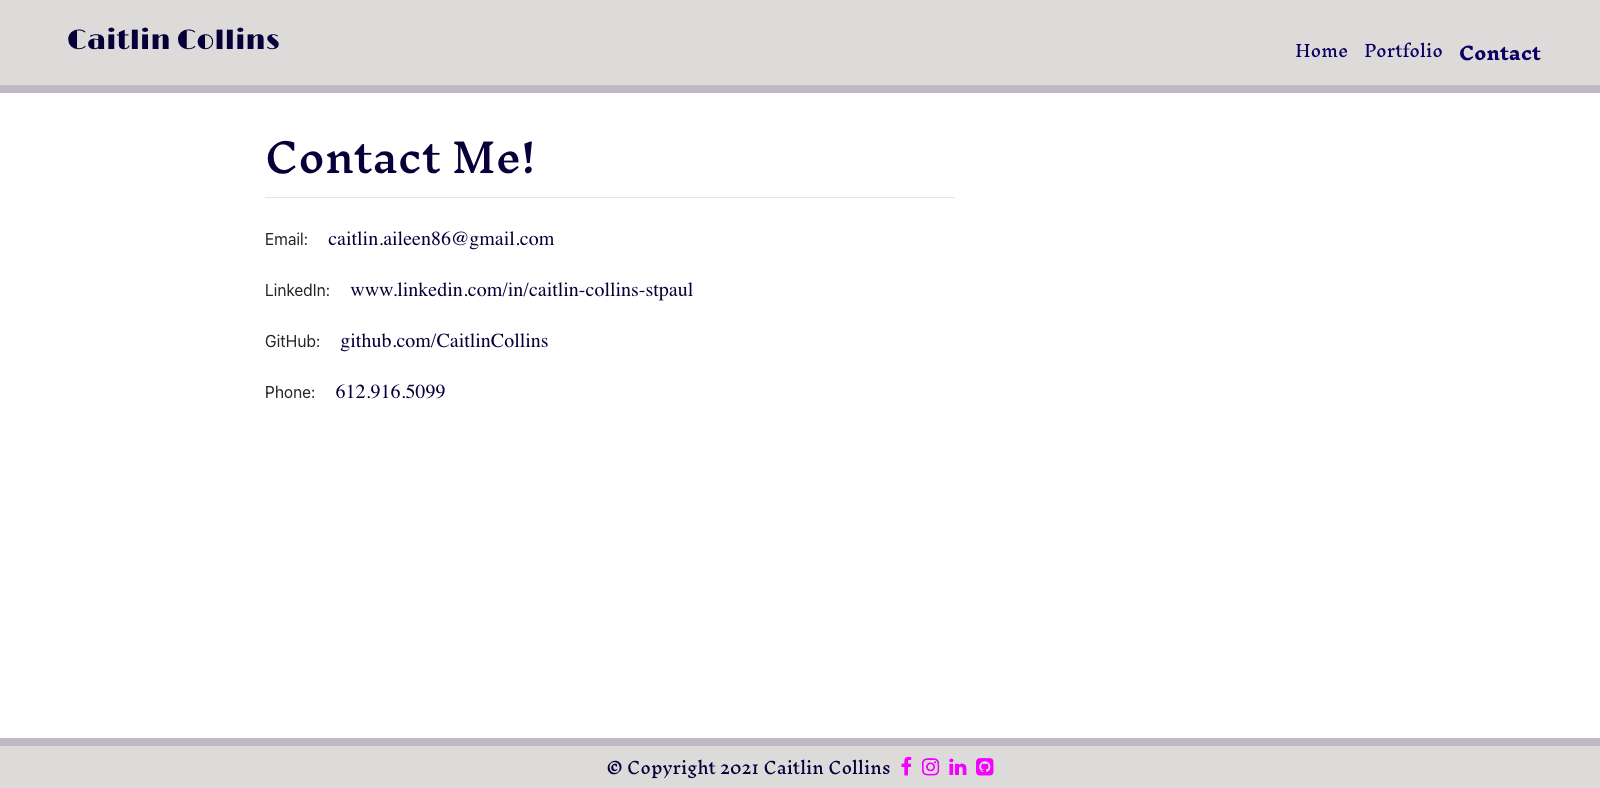 Caitlin Collins
Home Portfolio Contact
Contact Me!
Email: caitlin.aileen86@gmail.com
LinkedIn: www.linkedin.com/in/caitlin-collins-stpaul
GitHub: github.com/CaitlinCollins
Phone: 612.916.5099
© Copyright 2021 Caitlin Collins